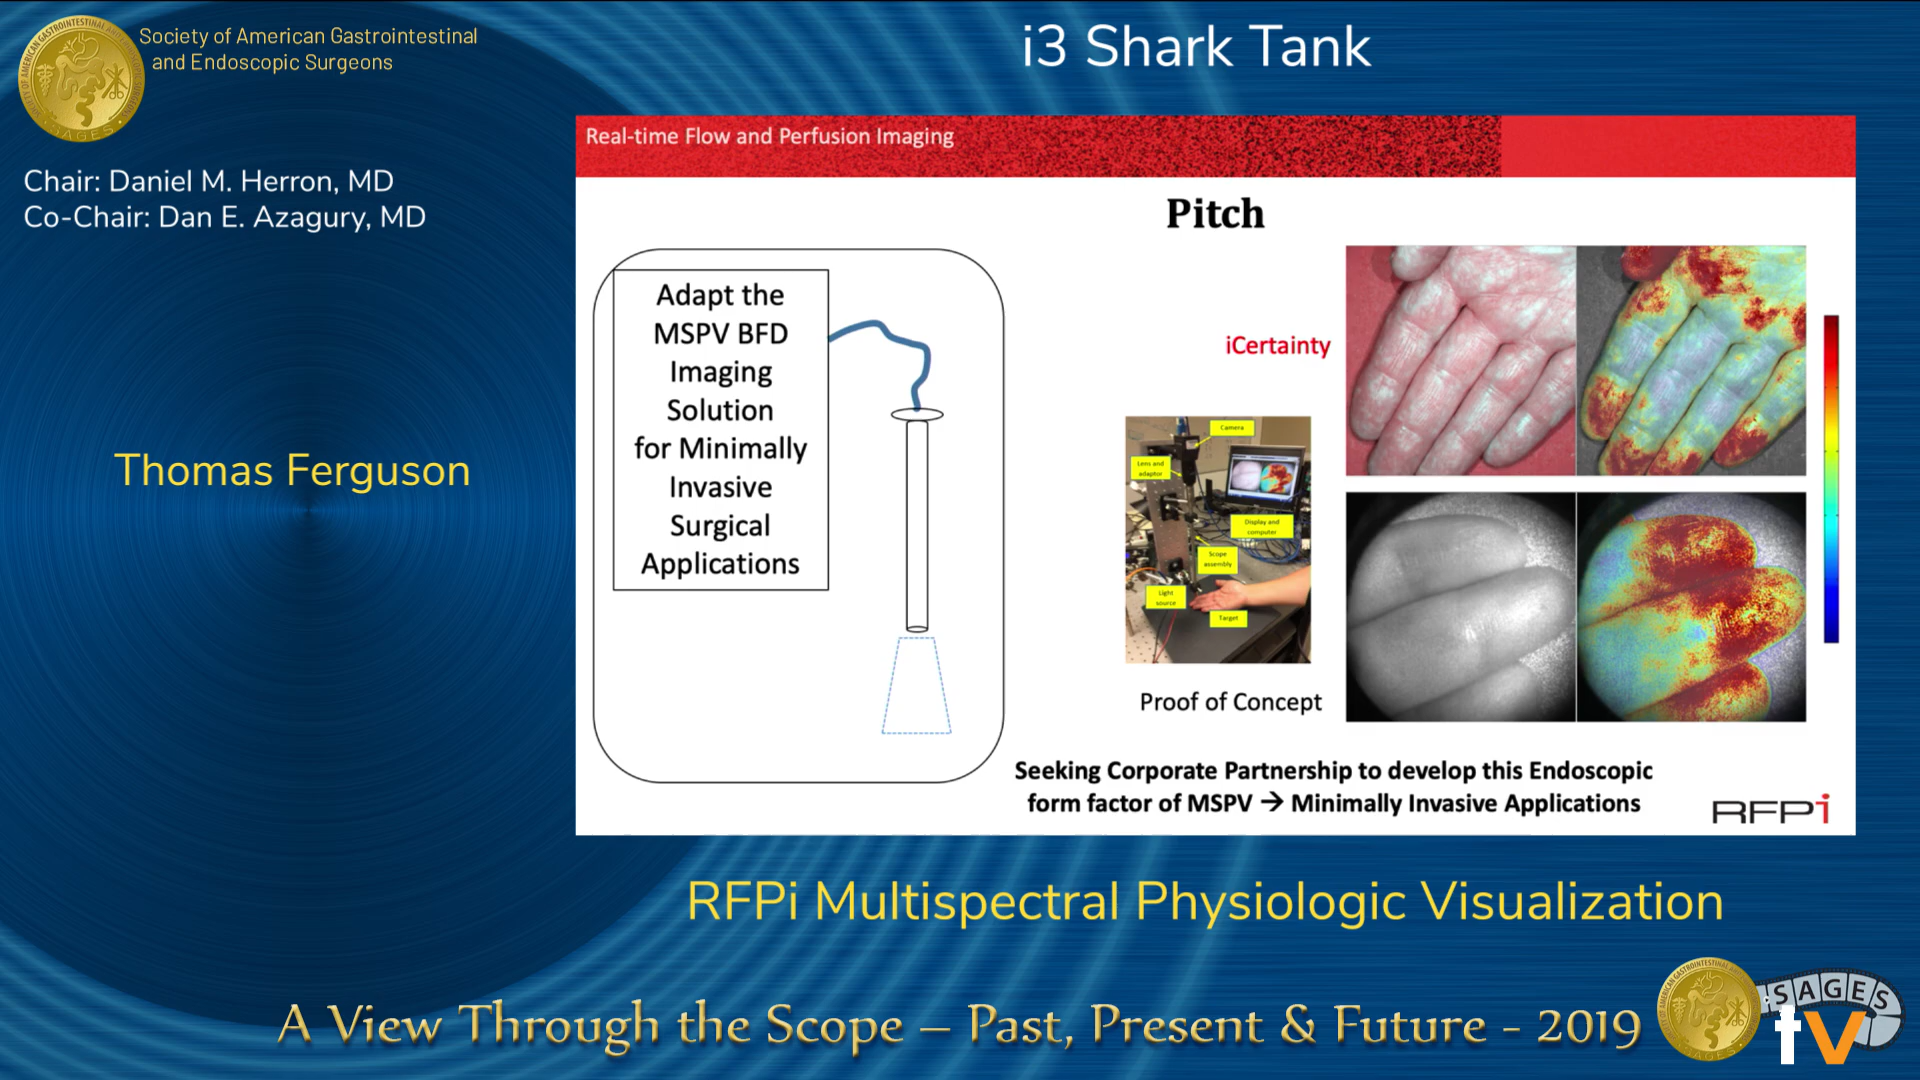 Society of American Gastrointestinal
and Endoscopic Surgeons
i3 Shark Tank
Chair: Daniel M. Herron, MD
Co-Chair: Dan E. Azagury, MD
Thomas Ferguson
Real-time Flow and Perfusion Imaging
Pitch
Adapt the
MSPV BFD
Imaging
Solution
for Minimally
Invasive
Surgical
Applications
iCertainty
Camera
Lens and
adaptor
Display and
computer
Scope
assembly
Light
source
Target
Proof of Concept
Seeking Corporate Partnership to develop this Endoscopic
form factor of MSPV → Minimally Invasive Applications
RFPi
RFPi Multispectral Physiologic Visualization
A View Through the Scope – Past, Present & Future - 2019
SAGES
tv